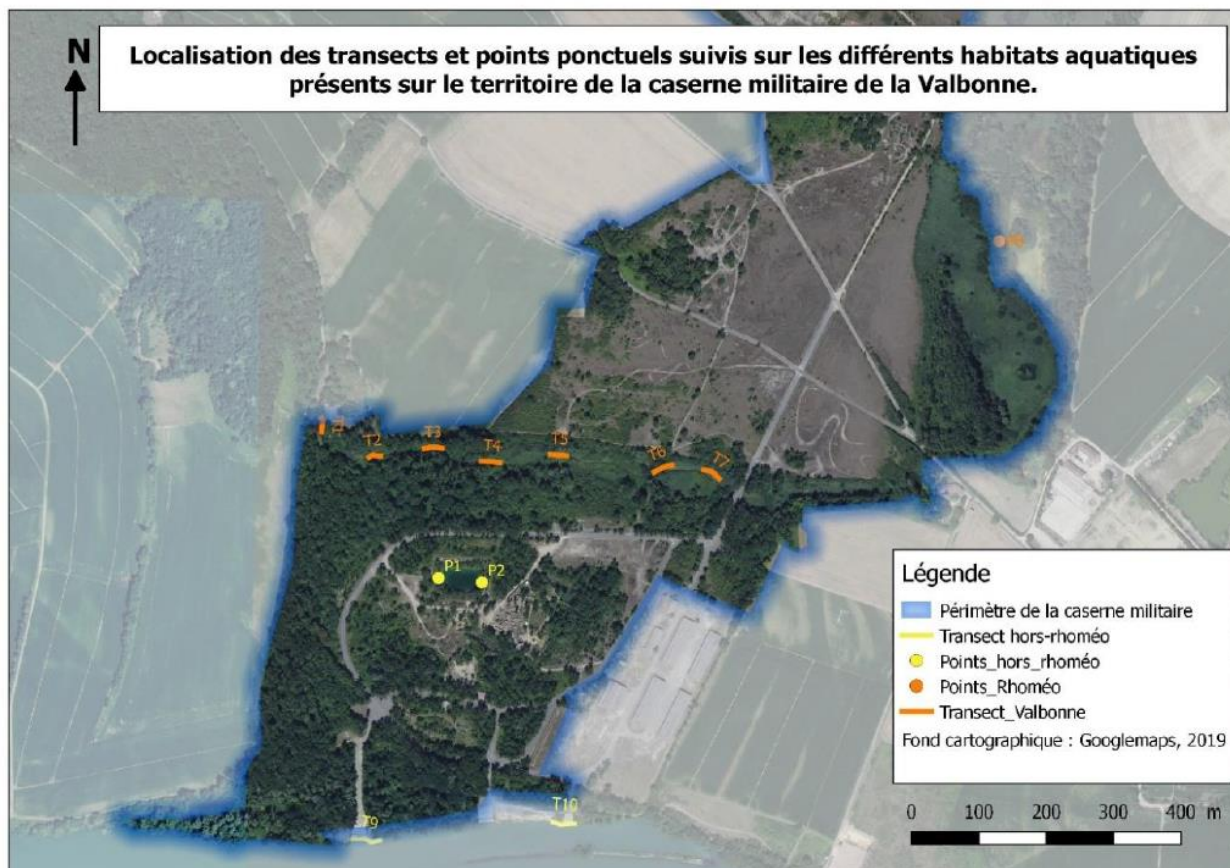 N
Localisation des transects et points ponctuels suivis sur les différents habitats aquatiques
présents sur le territoire de la caserne militaire de la Valbonne.
T2
T3
T4
T5
T6
T7
P1
P2
T9
T10
Légende
Périmètre de la caserne militaire
Transect hors-rhoméo
Points_hors_rhoméo
Points_Rhoméo
Transect_Valbonne
Fond cartographique : Googlemaps, 2019
0 100 200 300 400 m